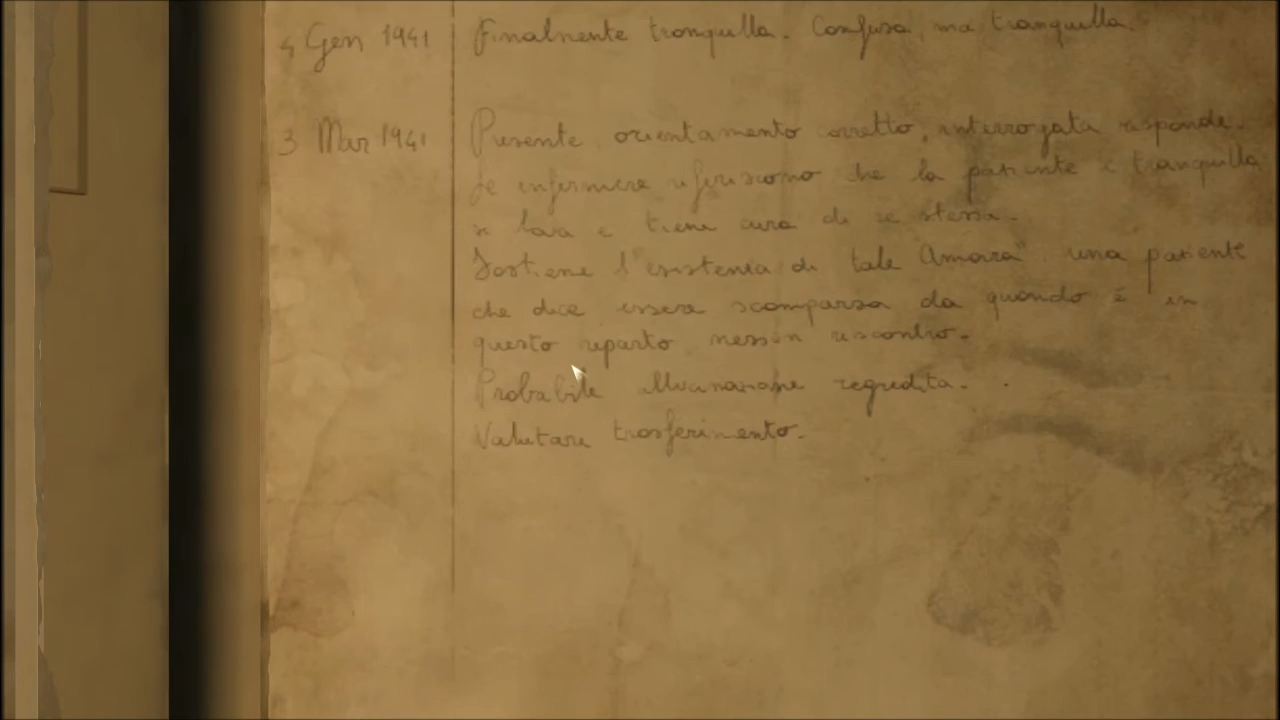 4 Gen 1941 Finalmente tranquilla. Confusa, ma tranquilla.
3 Mar 1941 Presente, orientamento corretto, interrogata risponde.
Le infermiere riferiscono che la paziente è tranquilla
si lava e tiene cura di se stessa.
Sostiene l'esistenza di tale "Amara" una paziente
che dice essere scomparsa da quando é in
questo reparto nessun riscontro.
Probabile allucinazione regredita.
Valutare trasferimento.